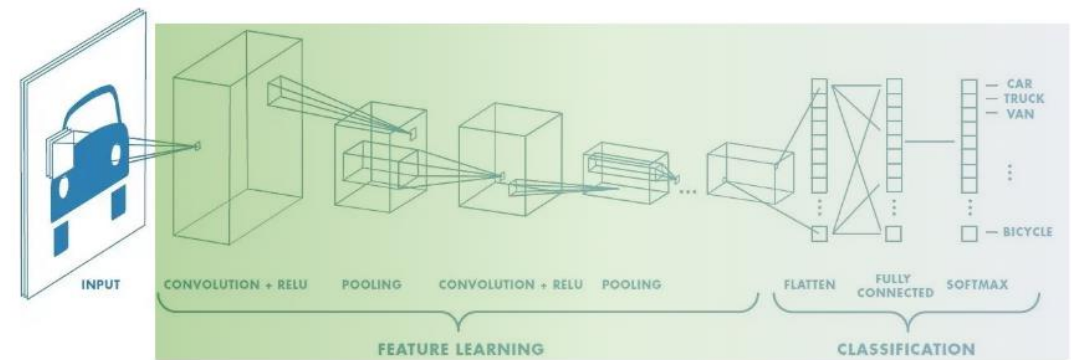 CAR
TRUCK
VAN
BICYCLE
INPUT
CONVOLUTION + RELU
POOLING
CONVOLUTION + RELU
POOLING
FLATTEN
FULLY
CONNECTED
SOFTMAX
FEATURE LEARNING
CLASSIFICATION